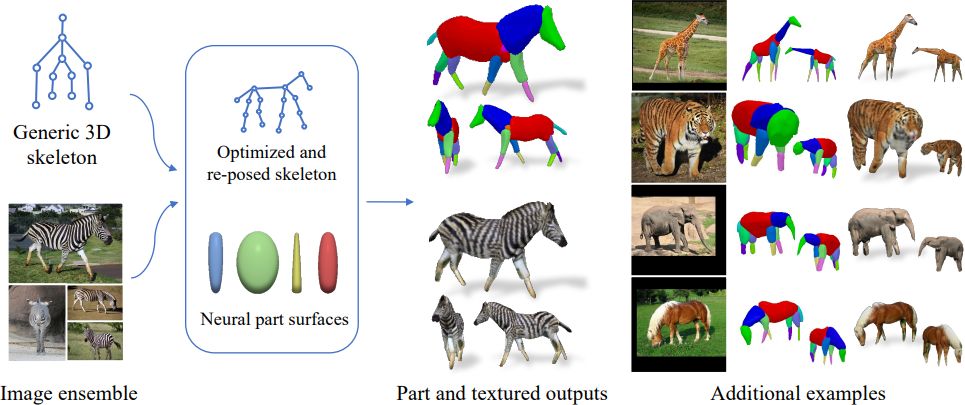 Generic 3D
skeleton
Optimized and
re-posed skeleton
Neural part surfaces
Image ensemble
Part and textured outputs
Additional examples